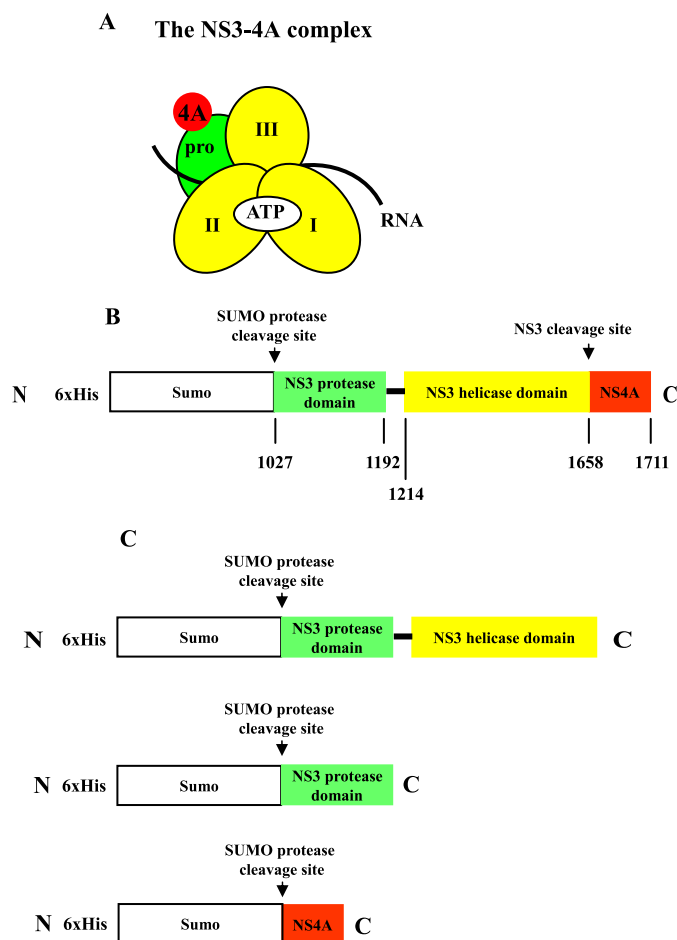 A The NS3-4A complex
4A
pro
III
II
ATP
I
RNA
B
SUMO protease
cleavage site
NS3 cleavage site
N 6xHis Sumo NS3 protease
domain
NS3 helicase domain NS4A C
1027 1192 1214 1658 1711
C
SUMO protease
cleavage site
N 6xHis Sumo NS3 protease
domain
NS3 helicase domain C
SUMO protease
cleavage site
N 6xHis Sumo NS3 protease
domain
C
SUMO protease
cleavage site
N 6xHis Sumo NS4A C